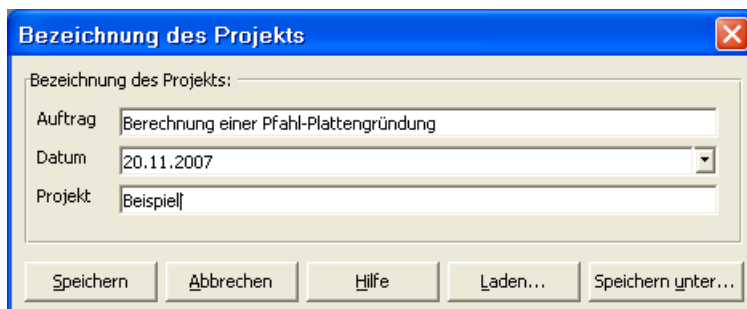 Bezeichnung des Projekts
Bezeichnung des Projekts:
Auftrag Berechnung einer Pfahl-Plattengründung
Datum 20.11.2007
Projekt Beispiel
Speichern Abbrechen Hilfe Laden... Speichern unter...